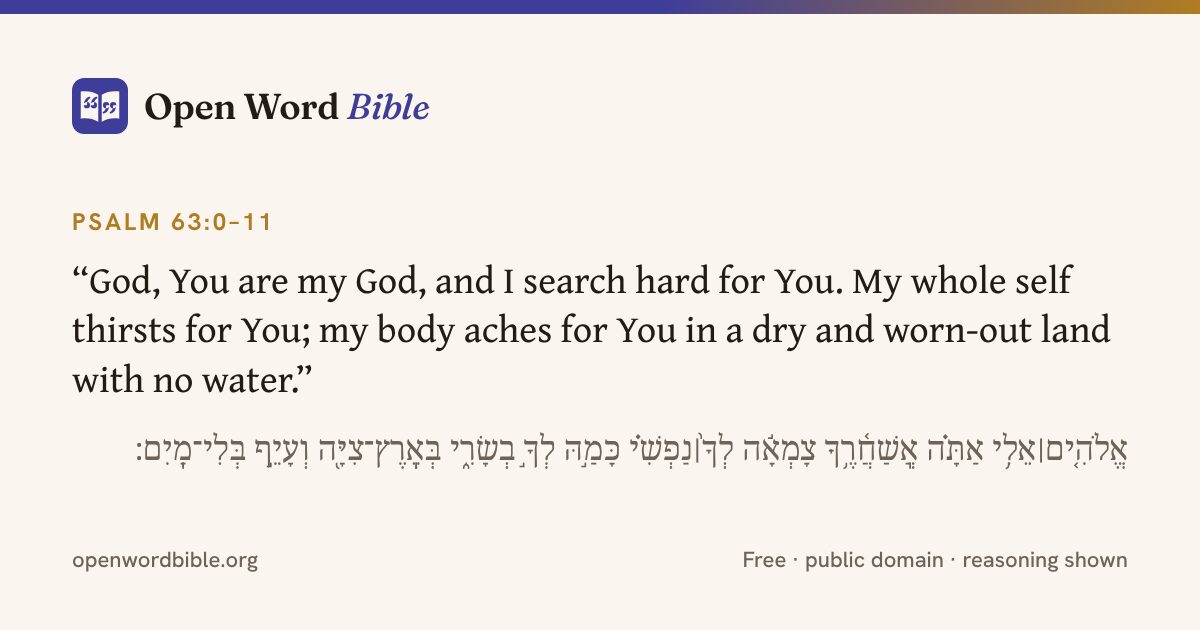 Open Word Bible
PSALM 63:0–11
“God, You are my God, and I search hard for You. My whole self
thirsts for You; my body aches for You in a dry and worn-out land
with no water.”
אֱלֹהִ֤ים׀אֵלִ֥י אַתָּ֗ה אֲֽשַׁחֲ֫רֶ֥ךָּ צָמְאָ֬ה לְךָ֨׀נַפְשִׁ֗י כָּמַ֣הּ לְךָ֣ בְשָׂרִ֑י בְּאֶֽרֶץ־צִיָּ֖ה וְעָיֵ֣ף בְּלִי־מָֽיִם׃
openwordbible.org
Free · public domain · reasoning shown